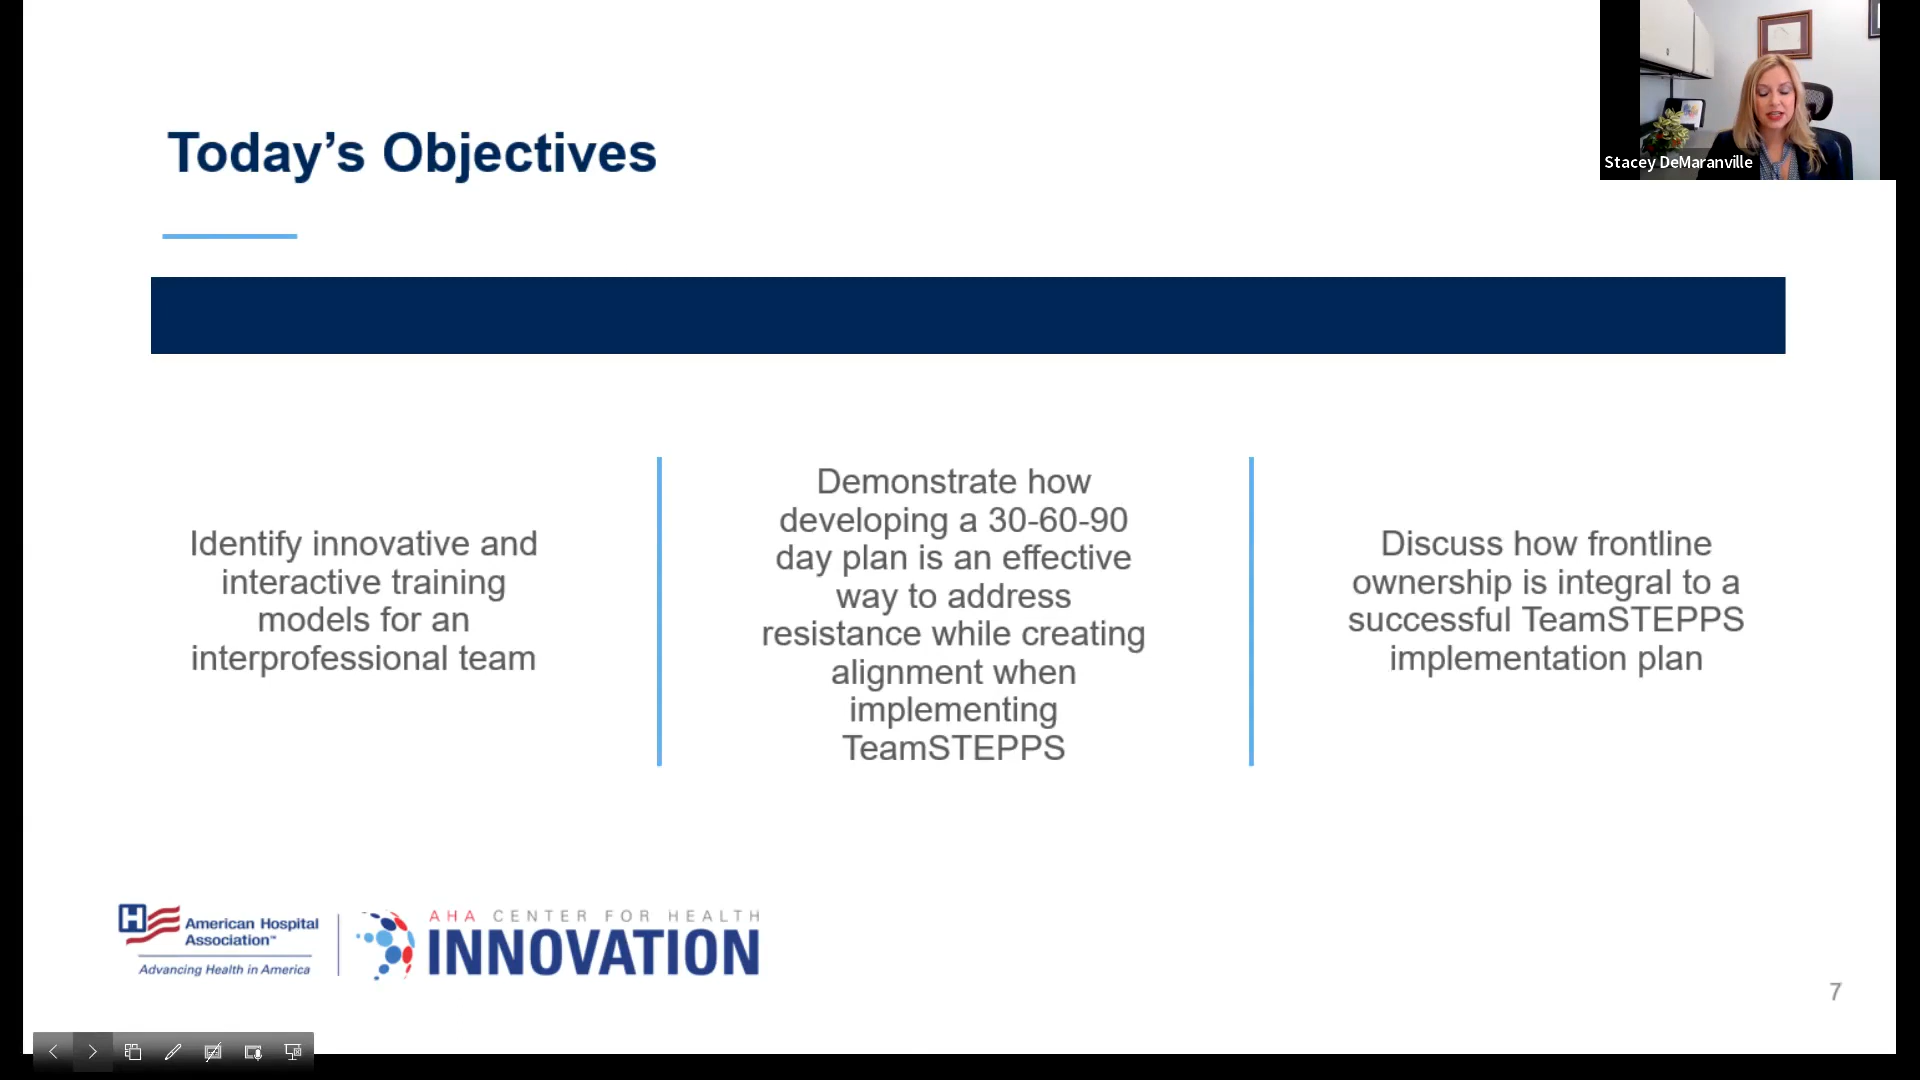 Today's Objectives
Stacey DeMaranville
Identify innovative and
interactive training
models for an
interprofessional team
Demonstrate how
developing a 30-60-90
day plan is an effective
way to address
resistance while creating
alignment when
implementing
TeamSTEPPS
Discuss how frontline
ownership is integral to a
successful TeamSTEPPS
implementation plan
H
American Hospital
Association™
Advancing Health in America
AHA CENTER FOR HEALTH
INNOVATION
7